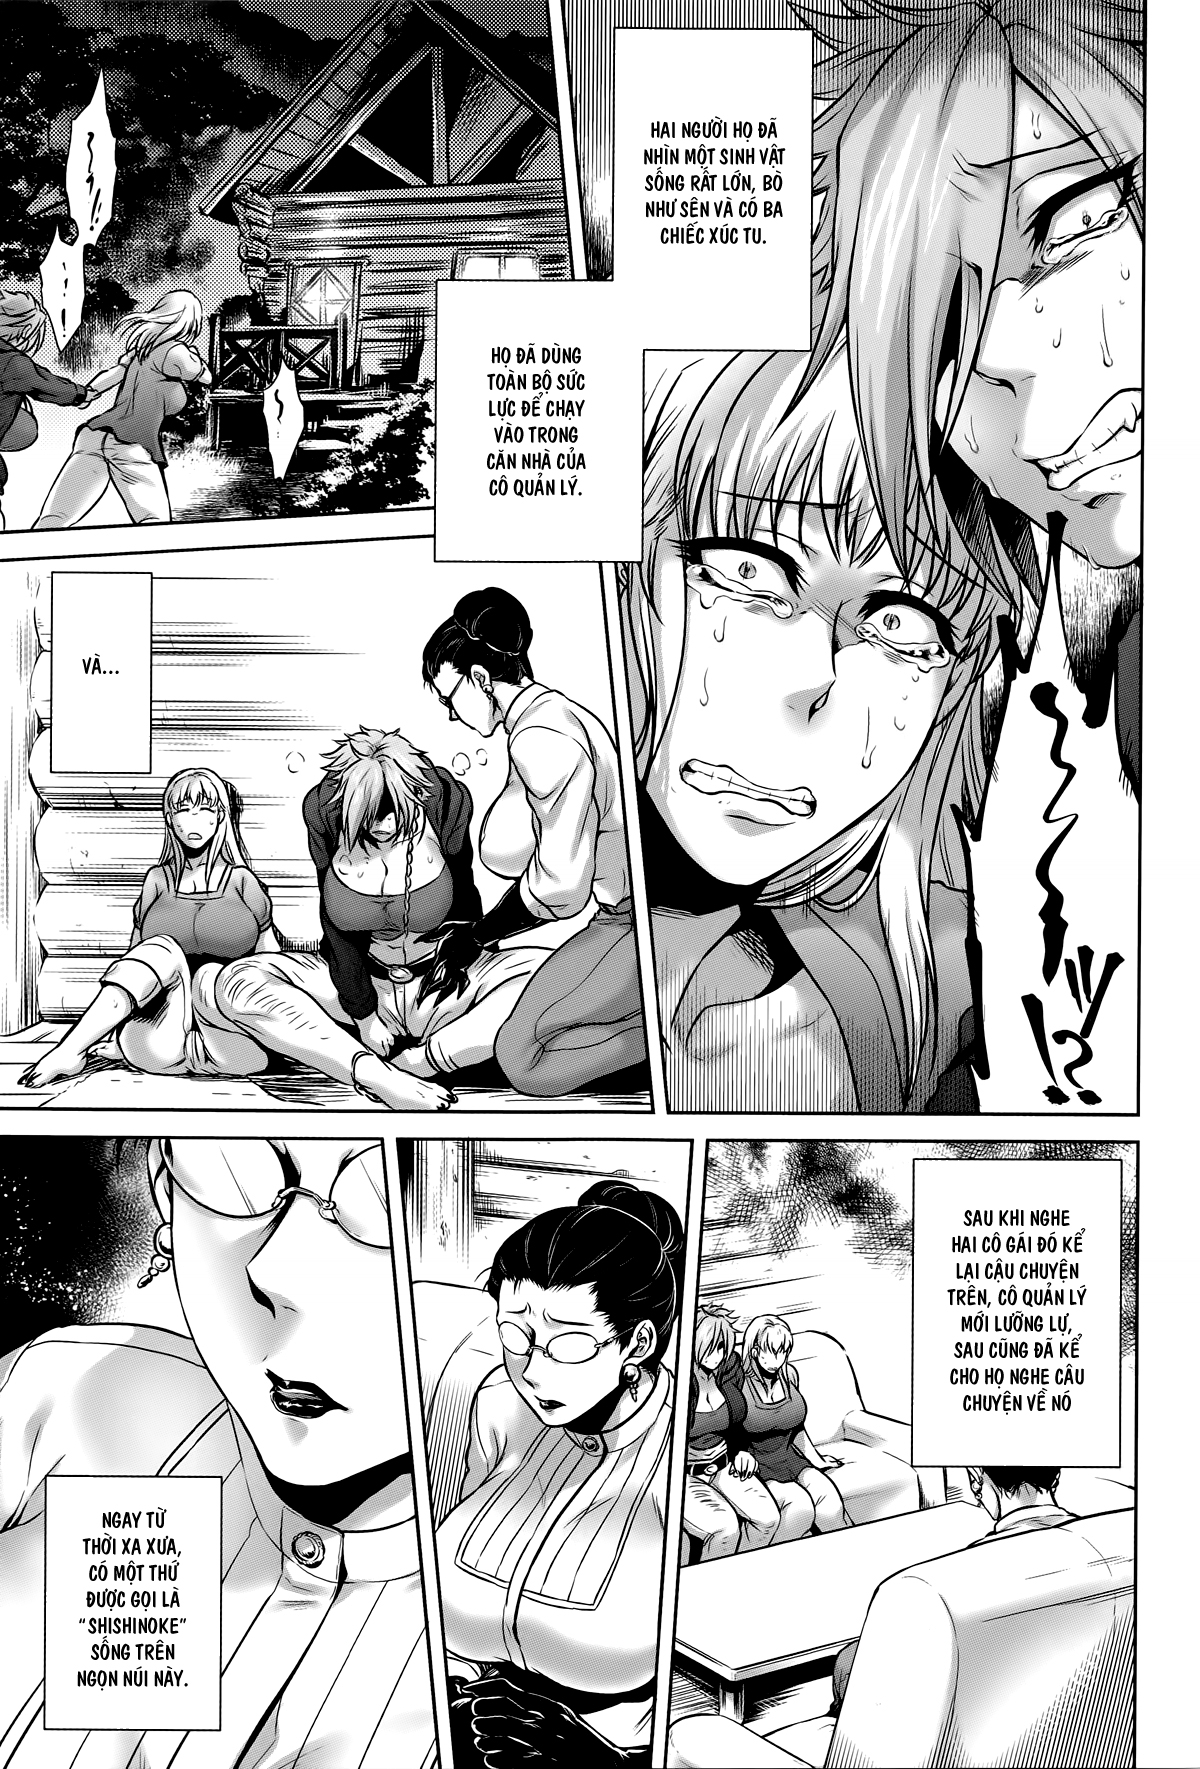 HAI NGƯỜI HỌ ĐÃ
NHÌN MỘT SINH VẬT
SỐNG RẤT LỚN, BÒ
NHƯ SÊN VÀ CÓ BA
CHIẾC XÚC TU.
HỌ ĐÃ DÙNG
TOÀN BỘ SỨC
LỰC ĐỂ CHẠY
VÀO TRONG
CĂN NHÀ CỦA
CÔ QUẢN LÝ.
~~~~ッ!?
VÀ...
SAU KHI NGHE
HAI CÔ GÁI ĐÓ KỂ
LẠI CẬU CHUYỆN
TRÊN, CÔ QUẢN LÝ
MỚI LƯỠNG LỰ,
SAU CŨNG ĐÃ KỂ
CHO HỌ NGHE CÂU
CHUYỆN VỀ NÓ
NGAY TỪ
THỜI XA XƯA,
CÓ MỘT THỨ
ĐƯỢC GỌI LÀ
“SHISHINOKE”
SỐNG TRÊN
NGỌN NÚI NÀY.